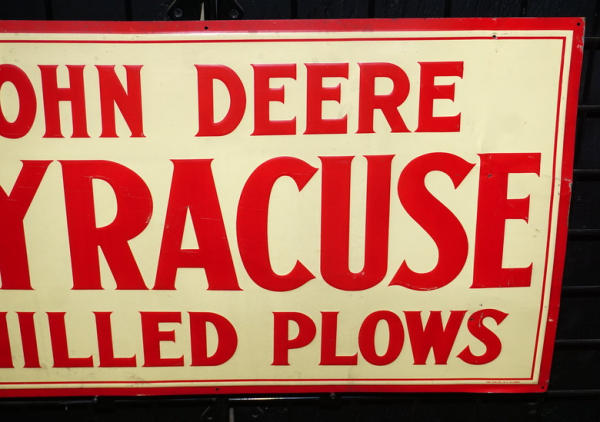 OHN DEERE
YRACUSE
HILLED PLOWS